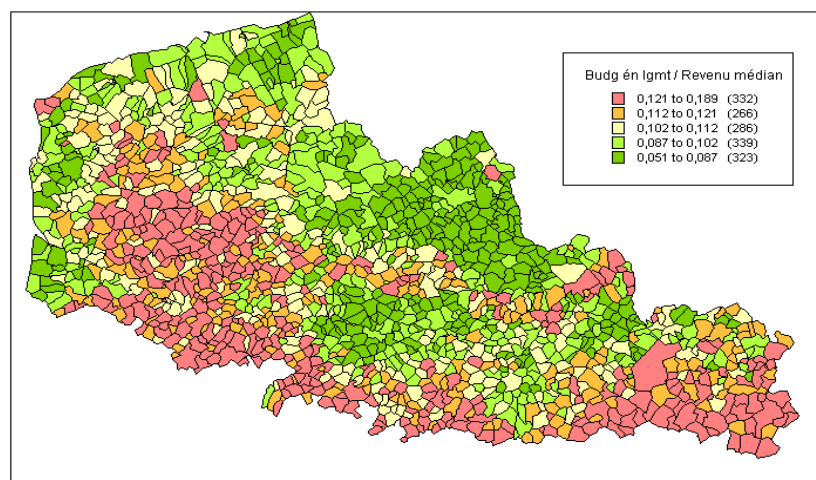 Budg én lgmt / Revenu médian
0,121 to 0,189 (332)
0,112 to 0,121 (266)
0,102 to 0,112 (286)
0,087 to 0,102 (339)
0,051 to 0,087 (323)